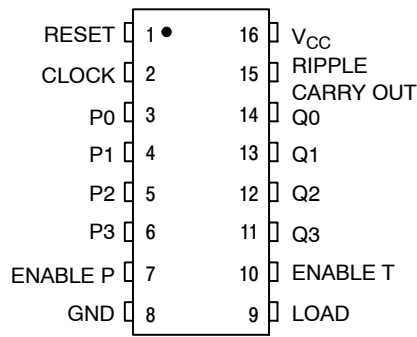 RESET 1 16 VCC
CLOCK 2 15 RIPPLE
CARRY OUT
P0 3 14 Q0
P1 4 13 Q1
P2 5 12 Q2
P3 6 11 Q3
ENABLE P 7 10 ENABLE T
GND 8 9 LOAD